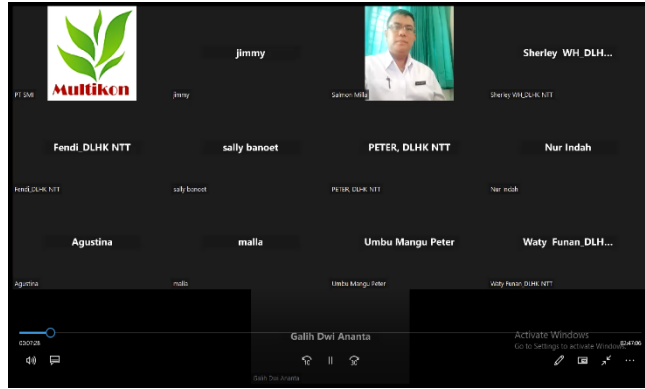 Multikon
PT SMI
jimmy
jimmy
Salmon Milla
Sherley WH_DLH...
Sherley WH_DLHK NTT
Fendi_DLHK NTT
Fendi_DLHK NTT
sally banoet
sally banoet
PETER, DLHK NTT
PETER, DLHK NTT
Nur Indah
Nur Indah
Agustina
Agustina
malla
malla
Umbu Mangu Peter
Umbu Mangu Peter
Waty Funan_DLH...
Waty Funan_DLHK NTT
Galih Dwi Ananta
Galih Dwi Ananta
Activate Windows
Go to Settings to activate Windows.
10
30